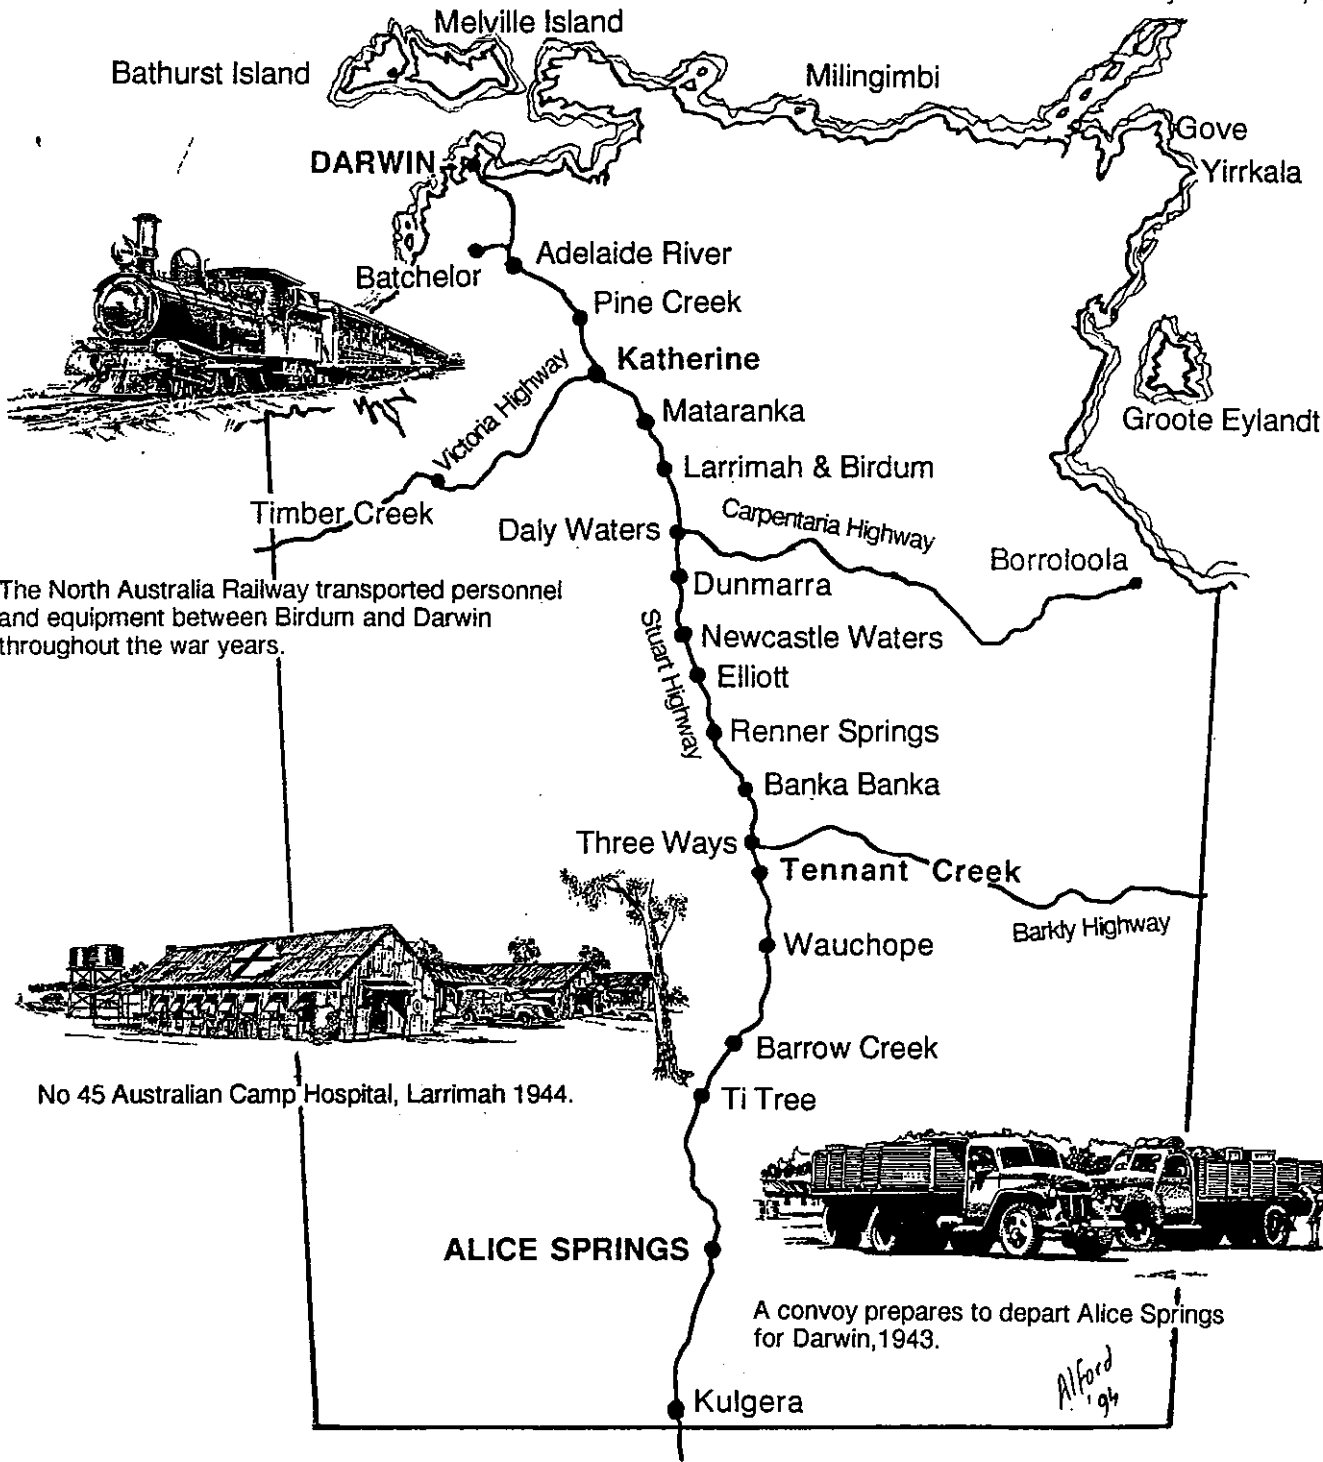 Melville Island
Bathurst Island
Milingimbi
Gove
DARWIN
Yirrkala
Adelaide River
Batchelor
Pine Creek
Katherine
Victoria Highway
Mataranka
Groote Eylandt
Larrimah & Birdum
Timber Creek
Carpentaria Highway
Daly Waters
Borroloola
Dunmarra
The North Australia Railway transported personnel
and equipment between Birdum and Darwin
throughout the war years.
Newcastle Waters
Stuart Highway
Elliott
Renner Springs
Banka Banka
Three Ways
Tennant Creek
Barkly Highway
Wauchope
Barrow Creek
No 45 Australian Camp Hospital, Larrimah 1944.
Ti Tree
ALICE SPRINGS
A convoy prepares to depart Alice Springs
for Darwin,1943.
Alford
'94
Kulgera